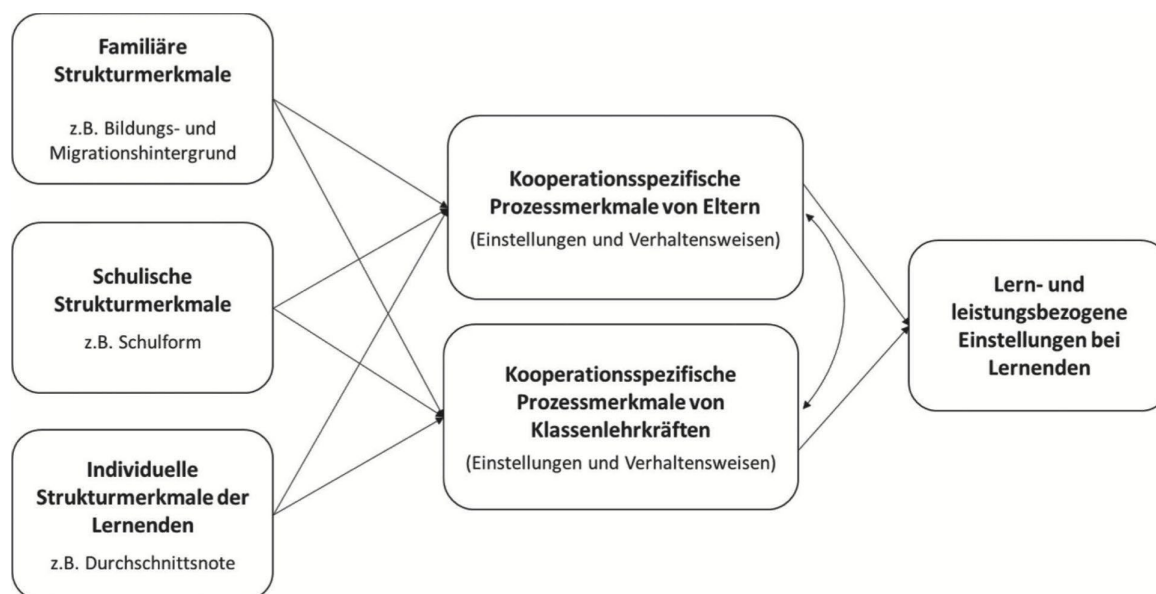 Familiäre
Strukturmerkmale
z.B. Bildungs- und
Migrationshintergrund
Schulische
Strukturmerkmale
z.B. Schulform
Individuelle
Strukturmerkmale der
Lernenden
z.B. Durchschnittsnote
Kooperationsspezifische
Prozessmerkmale von Eltern
(Einstellungen und Verhaltensweisen)
Kooperationsspezifische
Prozessmerkmale von
Klassenlehrkräften
(Einstellungen und Verhaltensweisen)
Lern- und
leistungsbezogene
Einstellungen bei
Lernenden